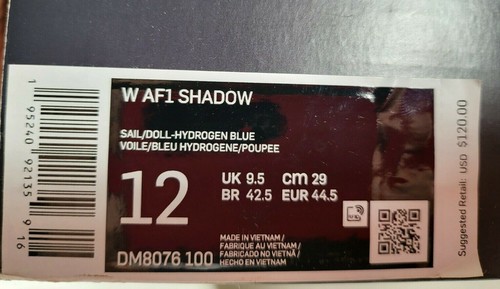 W AF1 SHADOW
SAIL/DOLL-HYDROGEN BLUE
VOILE/BLEU HYDROGENE/POUPEE
12
UK 9.5 cm 29
BR 42.5 EUR 44.5
MADE IN VIETNAM /
FABRIQUE AU VIETNAM /
FABRICADO NO VIETNÃ /
HECHO EN VIETNAM
DM8076 100
1 95240 92135 9 16
Suggested Retail: USD $120.00